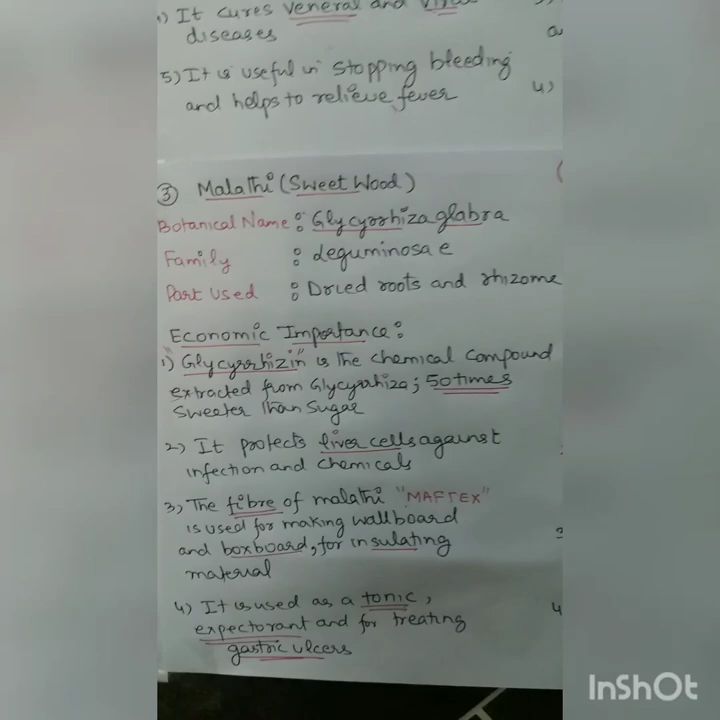 4) It cures veneral and viral
diseases
5) It is useful in stopping bleeding
and helps to relieve fever
4)
③ Malathi (Sweet Wood)
Botanical Name : Glycyrrhiza glabra
Family : deguminosae
Part Used : Dried roots and rhizome
Economic Importance :
1) "Glycyrrhizin" is the chemical compound
extracted from Glycyrrhiza; 50 times
sweeter than sugar
2) It protects liver cells against
infection and chemicals
3) The fibre of malathi "MAFTEX"
is used for making wallboard
and boxboard, for insulating
material
4) It is used as a tonic,
expectorant and for treating
gastric ulcers
InShOt